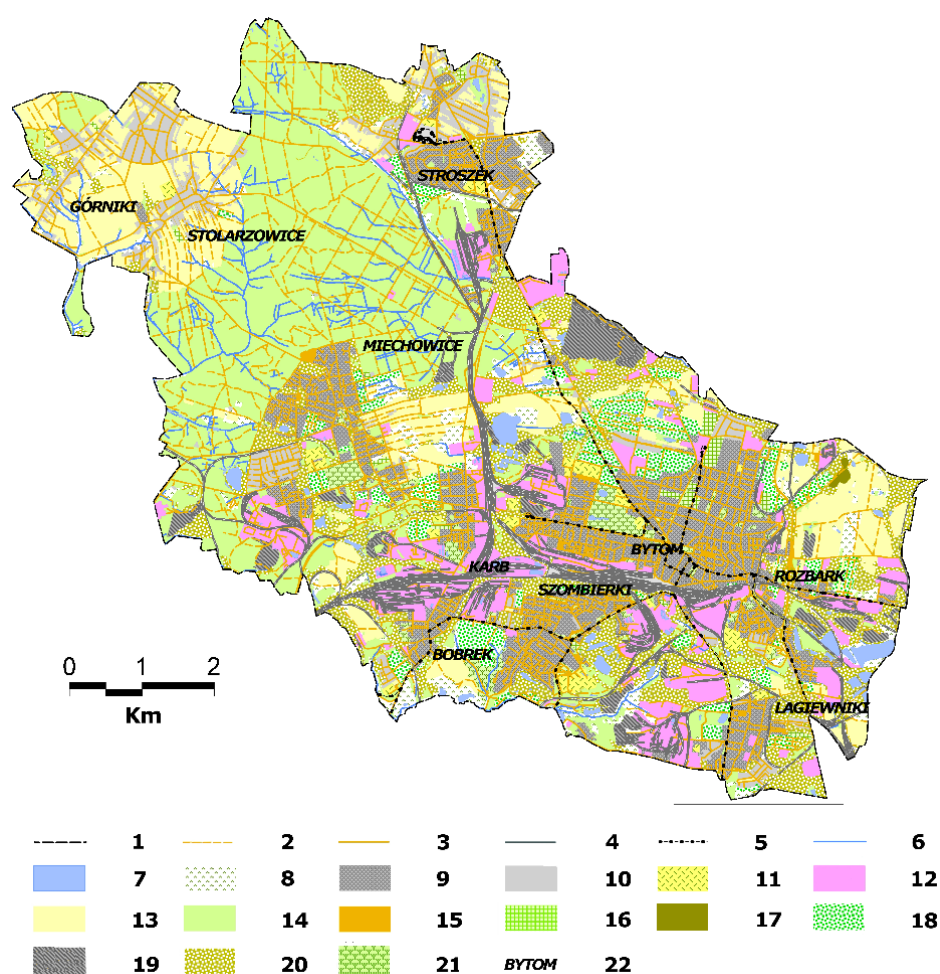 STROSZEK
GÓRNIKI
STOLARZOWICE
MIECHOWICE
BYTOM
KARB
SZOMBIERKI
ROZBARK
BOBREK
ŁAGIEWNIKI
0 1 2
Km
1 2 3 4 5 6
7 8 9 10 11 12
13 14 15 16 17 18
19 20 21 BYTOM 22